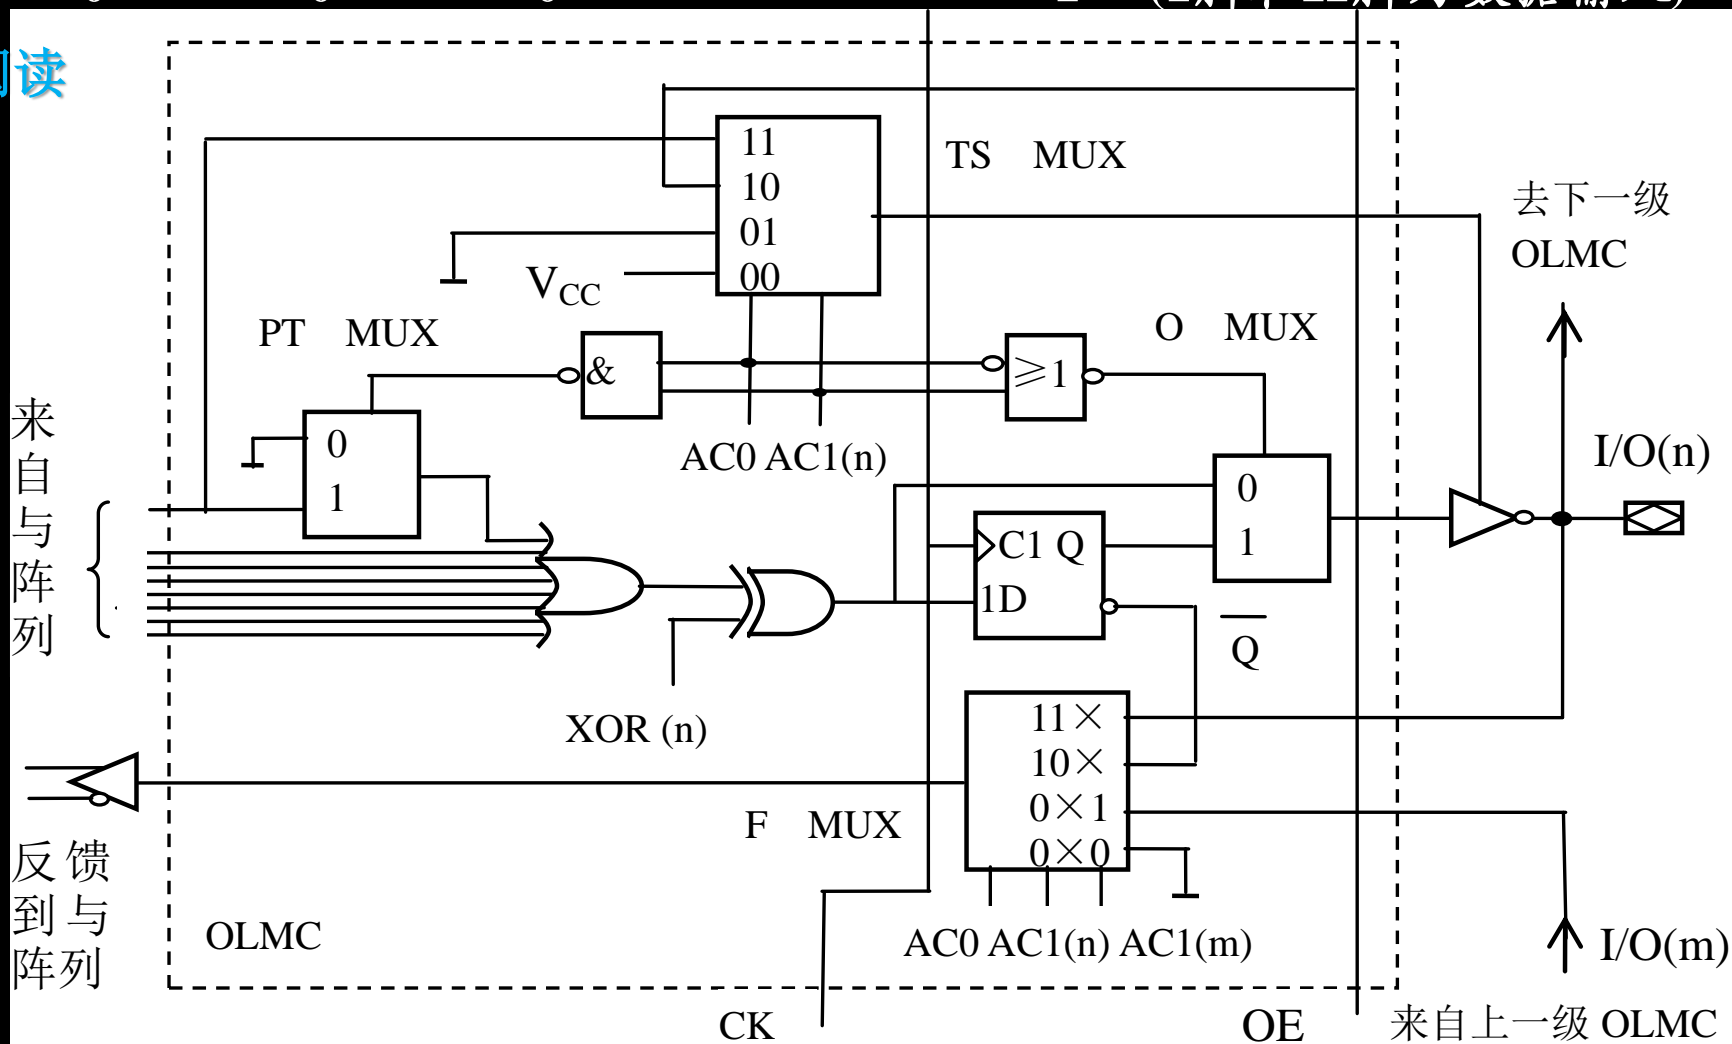 读
11
10
01
00
TS MUX
V_CC
PT MUX
&
≥1
O MUX
去下一级
OLMC
AC0 AC1(n)
来自与阵列
0
1
0
1
I/O(n)
C1 Q
1D
Q̅
XOR (n)
11×
10×
0×1
0×0
F MUX
反馈
到与
阵列
OLMC
AC0 AC1(n) AC1(m)
I/O(m)
CK
OE
来自上一级 OLMC